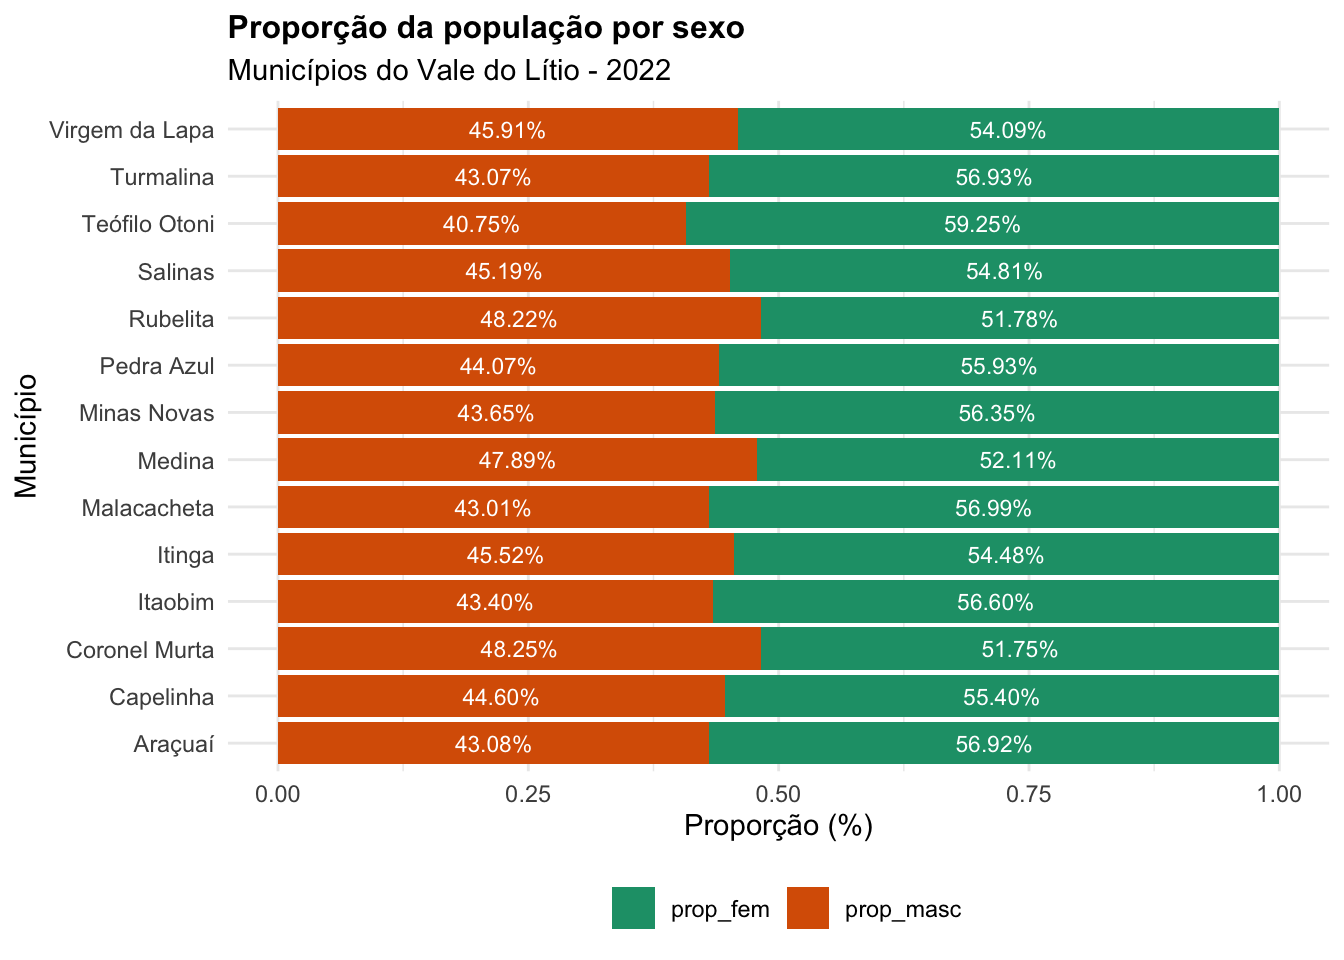 Proporção da população por sexo
Municípios do Vale do Lítio - 2022
Município
Virgem da Lapa 45.91% 54.09%
Turmalina 43.07% 56.93%
Teófilo Otoni 40.75% 59.25%
Salinas 45.19% 54.81%
Rubelita 48.22% 51.78%
Pedra Azul 44.07% 55.93%
Minas Novas 43.65% 56.35%
Medina 47.89% 52.11%
Malacacheta 43.01% 56.99%
Itinga 45.52% 54.48%
Itaobim 43.40% 56.60%
Coronel Murta 48.25% 51.75%
Capelinha 44.60% 55.40%
Araçuaí 43.08% 56.92%
0.00 0.25 0.50 0.75 1.00
Proporção (%)
prop_fem prop_masc